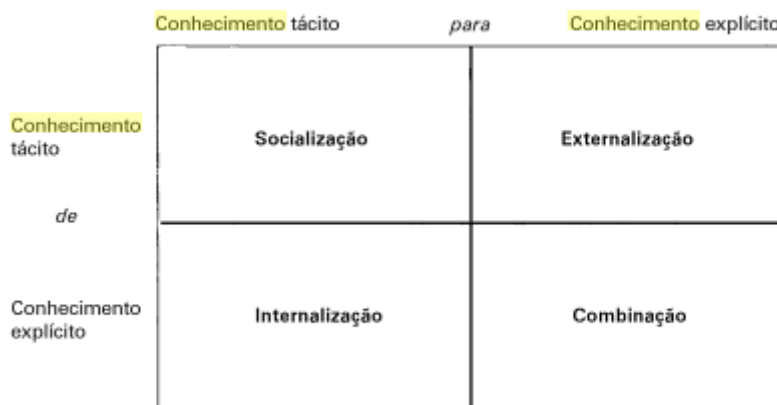 Conhecimento tácito para Conhecimento explícito
Conhecimento
tácito
Socialização Externalização
de
Conhecimento
explícito
Internalização Combinação